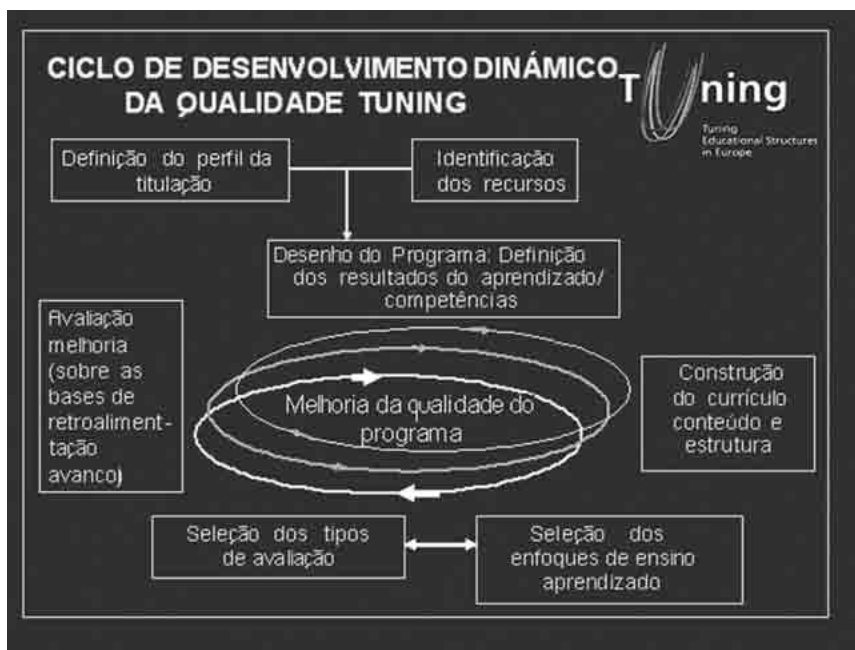 CICLO DE DESENVOLVIMENTO DINÁMICO
DA QUALIDADE TUNING
TUning
Tuning
Educational Structures
in Europe
Definição do perfil da
titulação
Identificação
dos recursos
Desenho do Programa: Definição
dos resultados do aprendizado/
competências
Avaliação
melhoria
(sobre as
bases de
retroaliment-
tação
avanco)
Melhoria da qualidade do
programa
Construção
do currículo
conteúdo e
estrutura
Seleção dos tipos
de avaliação
Seleção dos
enfoques de ensino
aprendizado